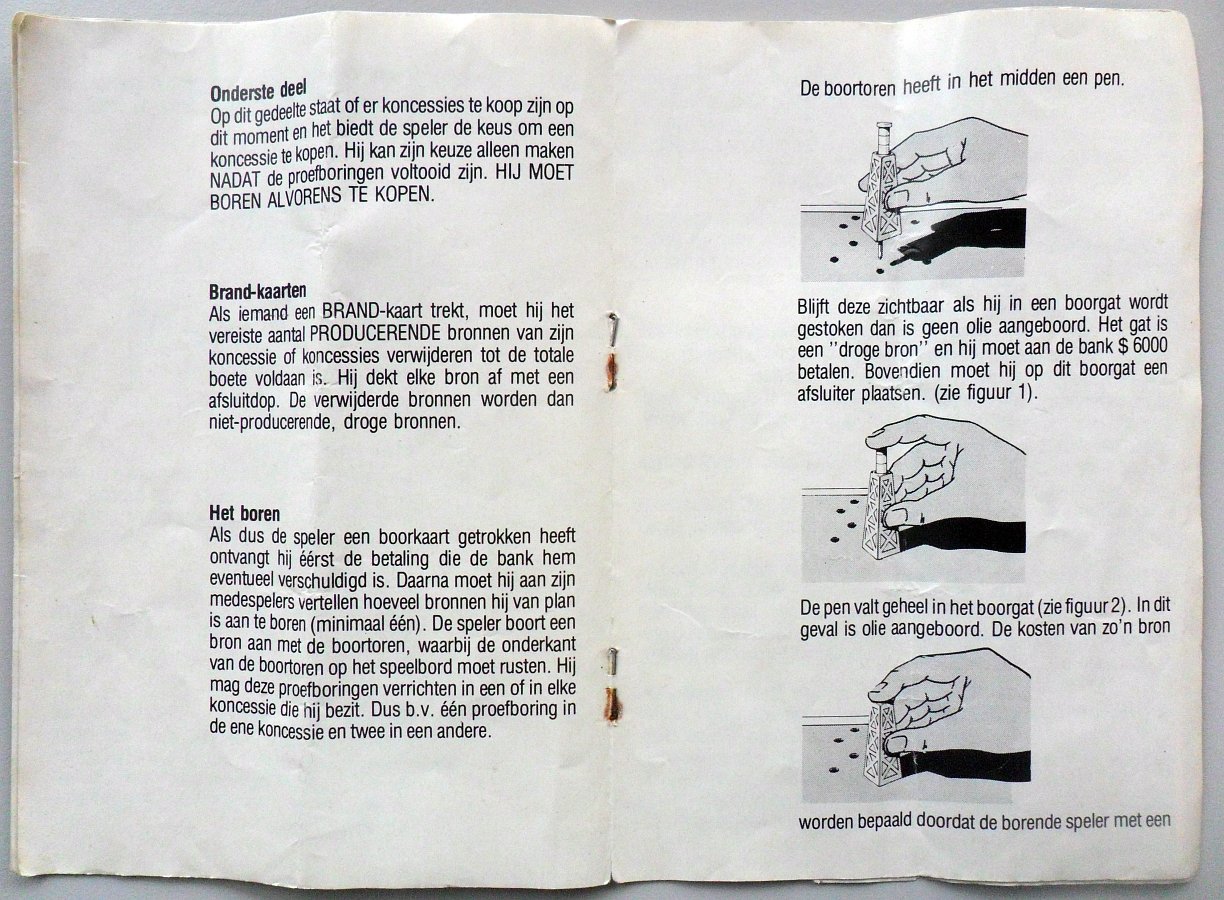 Onderste deel
Op dit gedeelte staat of er koncessies te koop zijn op
dit moment en het biedt de speler de keus om een
koncessie te kopen. Hij kan zijn keuze alleen maken
NADAT de proefboringen voltooid zijn. HIJ MOET
BOREN ALVORENS TE KOPEN.
Brand-kaarten
Als iemand een BRAND-kaart trekt, moet hij het
vereiste aantal PRODUCERENDE bronnen van zijn
koncessie of koncessies verwijderen tot de totale
boete voldaan is. Hij dekt elke bron af met een
afsluitdop. De verwijderde bronnen worden dan
niet-producerende, droge bronnen.
Het boren
Als dus de speler een boorkaart getrokken heeft
ontvangt hij éérst de betaling die de bank hem
eventueel verschuldigd is. Daarna moet hij aan zijn
medespelers vertellen hoeveel bronnen hij van plan
is aan te boren (minimaal één). De speler boort een
bron aan met de boortoren, waarbij de onderkant
van de boortoren op het speelbord moet rusten. Hij
mag deze proefboringen verrichten in een of in elke
koncessie die hij bezit. Dus b.v. één proefboring in
de ene koncessie en twee in een andere.
De boortoren heeft in het midden een pen.
Blijft deze zichtbaar als hij in een boorgat wordt
gestoken dan is geen olie aangeboord. Het gat is
een "droge bron" en hij moet aan de bank $ 6000
betalen. Bovendien moet hij op dit boorgat een
afsluiter plaatsen. (zie figuur 1).
De pen valt geheel in het boorgat (zie figuur 2). In dit
geval is olie aangeboord. De kosten van zo'n bron
worden bepaald doordat de borende speler met een